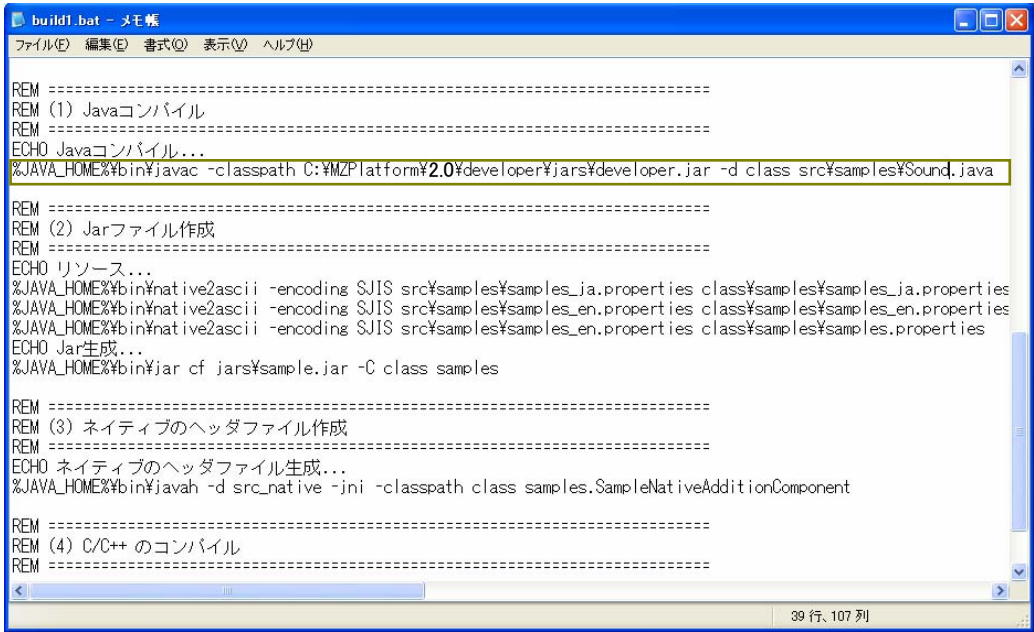 build1.bat - メモ帳
ファイル(F) 編集(E) 書式(O) 表示(V) ヘルプ(H)
REM ===========================================================================
REM (1) Javaコンパイル
REM ===========================================================================
ECHO Javaコンパイル...
%JAVA_HOME%¥bin¥javac -classpath C:¥MZPlatform¥2.0¥developer¥jars¥developer.jar -d class src¥samples¥Sound.java
REM ===========================================================================
REM (2) Jarファイル作成
REM ===========================================================================
ECHO リソース...
%JAVA_HOME%¥bin¥native2ascii -encoding SJIS src¥samples¥samples_ja.properties class¥samples¥samples_ja.properties
%JAVA_HOME%¥bin¥native2ascii -encoding SJIS src¥samples¥samples_en.properties class¥samples¥samples_en.properties
%JAVA_HOME%¥bin¥native2ascii -encoding SJIS src¥samples¥samples_en.properties class¥samples¥samples.properties
ECHO Jar生成...
%JAVA_HOME%¥bin¥jar cf jars¥sample.jar -C class samples
REM ===========================================================================
REM (3) ネイティブのヘッダファイル作成
REM ===========================================================================
ECHO ネイティブのヘッダファイル生成...
%JAVA_HOME%¥bin¥javah -d src_native -jni -classpath class samples.SampleNativeAdditionComponent
REM ===========================================================================
REM (4) C/C++ のコンパイル
REM ===========================================================================
39 行、107 列